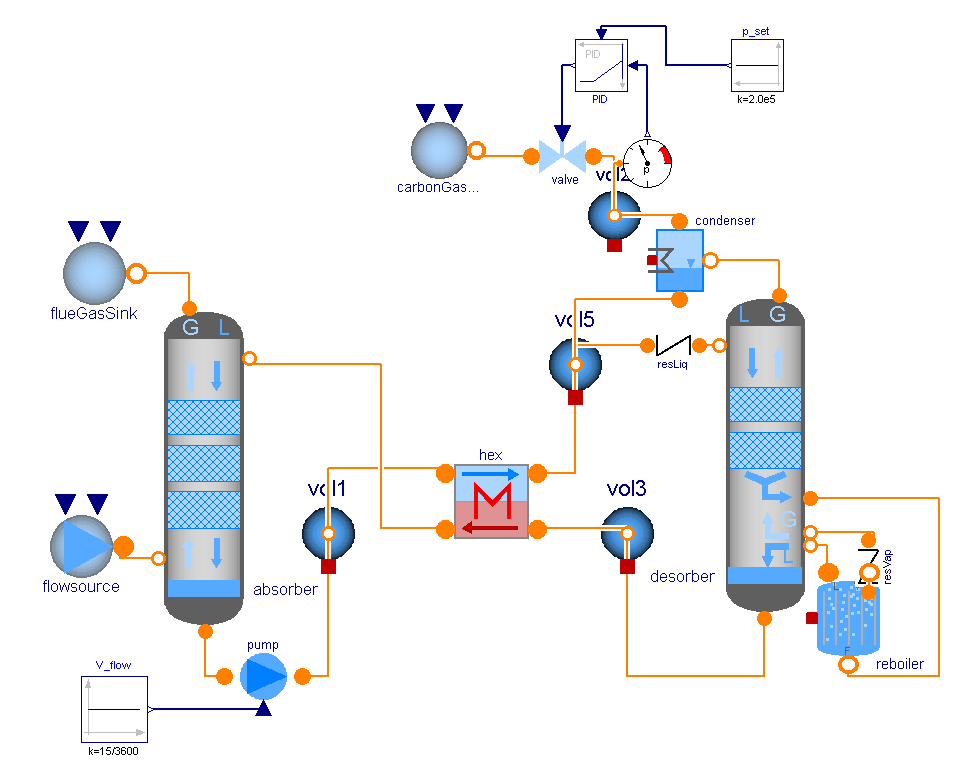 p_set
PID
PID
k=2.0e5
carbonGas...
valve
p
vol2
condenser
flueGasSink
G L
vol5
L G
resLiq
hex
vol1
vol3
G
L
flowsource
absorber
desorber
resVap
L
F
reboiler
pump
V_flow
k=15/3600